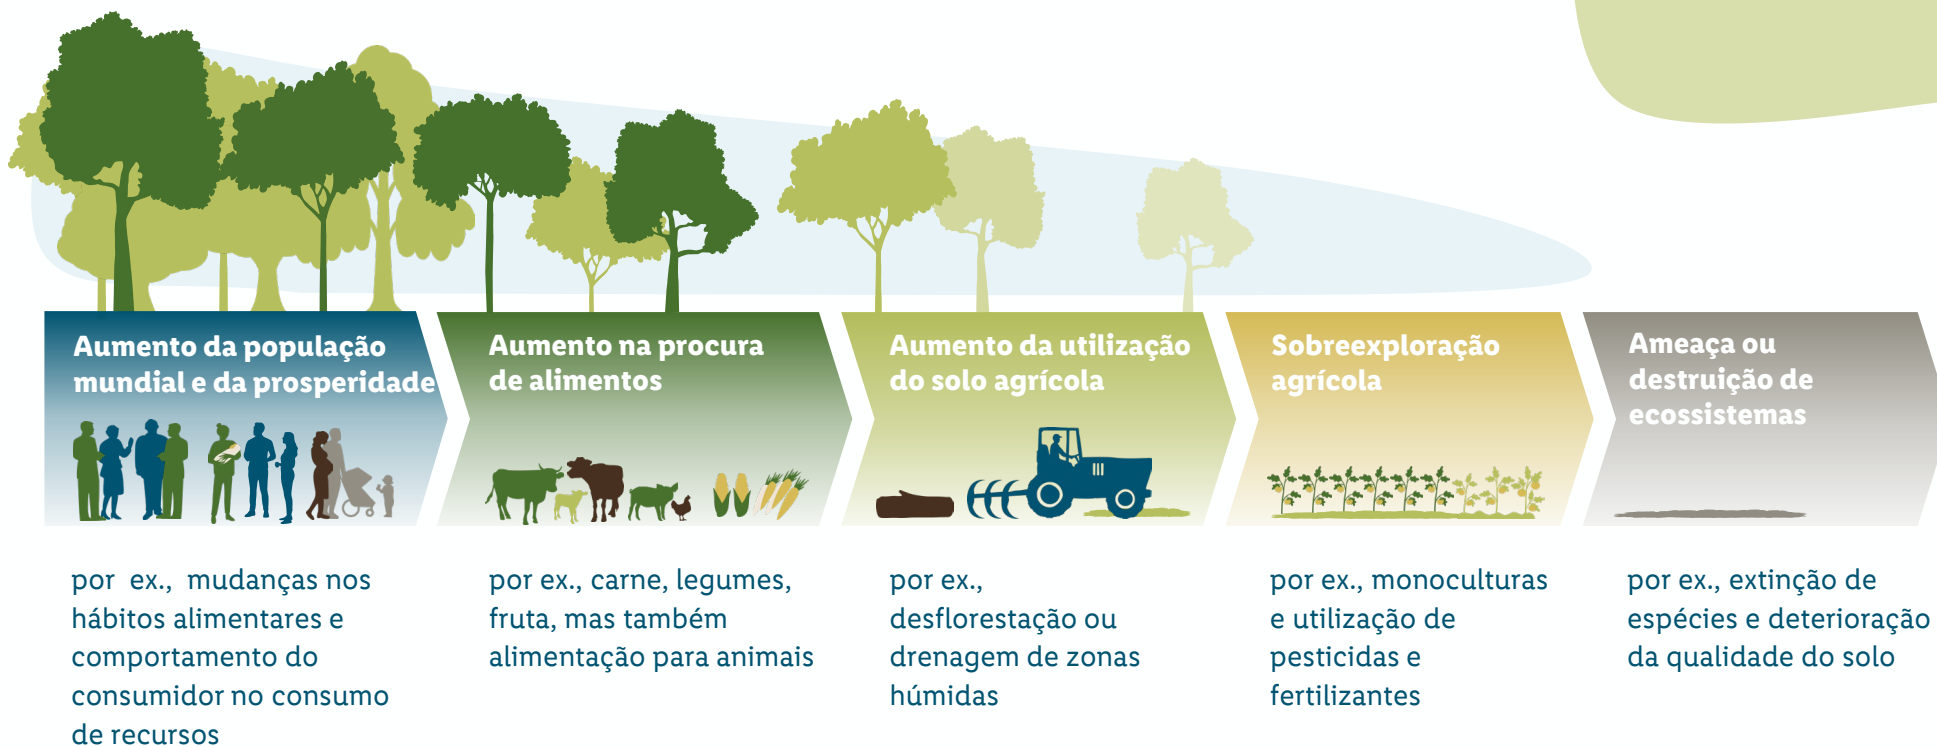 Aumento da população
mundial e da prosperidade
Aumento na procura
de alimentos
Aumento da utilização
do solo agrícola
Sobreexploração
agrícola
Ameaça ou
destruição de
ecossistemas
por ex., mudanças nos
hábitos alimentares e
comportamento do
consumidor no consumo
de recursos
por ex., carne, legumes,
fruta, mas também
alimentação para animais
por ex.,
desflorestação ou
drenagem de zonas
húmidas
por ex., monoculturas
e utilização de
pesticidas e
fertilizantes
por ex., extinção de
espécies e deterioração
da qualidade do solo